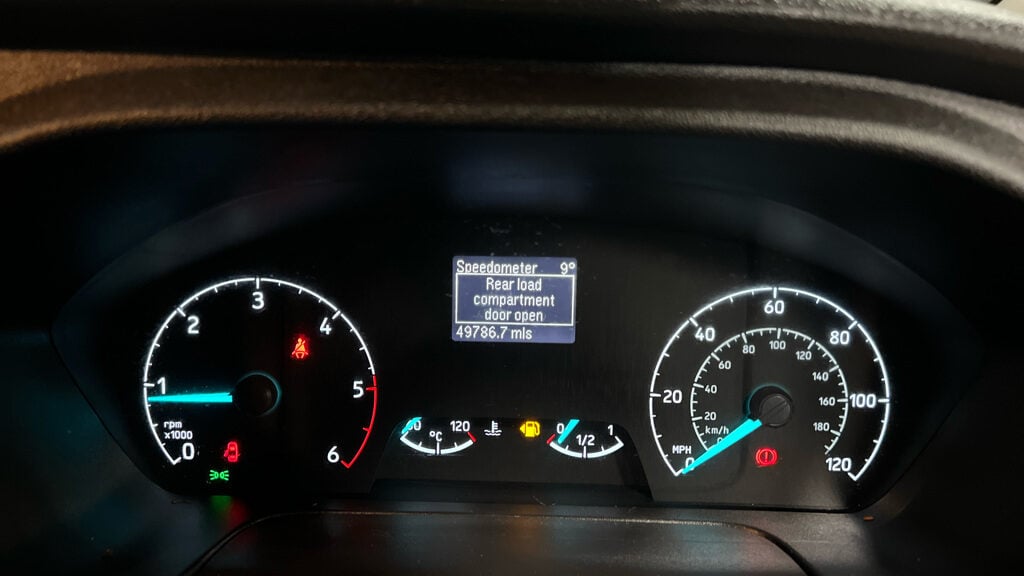 Speedometer 9°
Rear load
compartment
door open
49786.7 mls
3
2
4
1
5
rpm
x1000
0
6
120
°C
0
1
1/2
60
40
80
20
100
MPH
0
120
100
80
120
60
140
40
160
20
180
km/h